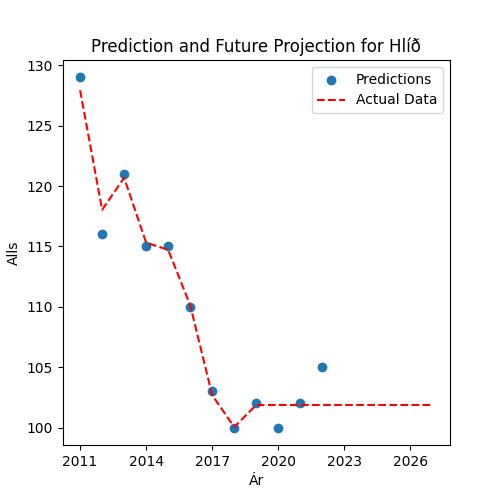 Prediction and Future Projection for Hlíð
Predictions
Actual Data
130
125
120
115
110
105
100
Alls
2011 2014 2017 2020 2023 2026
Ár